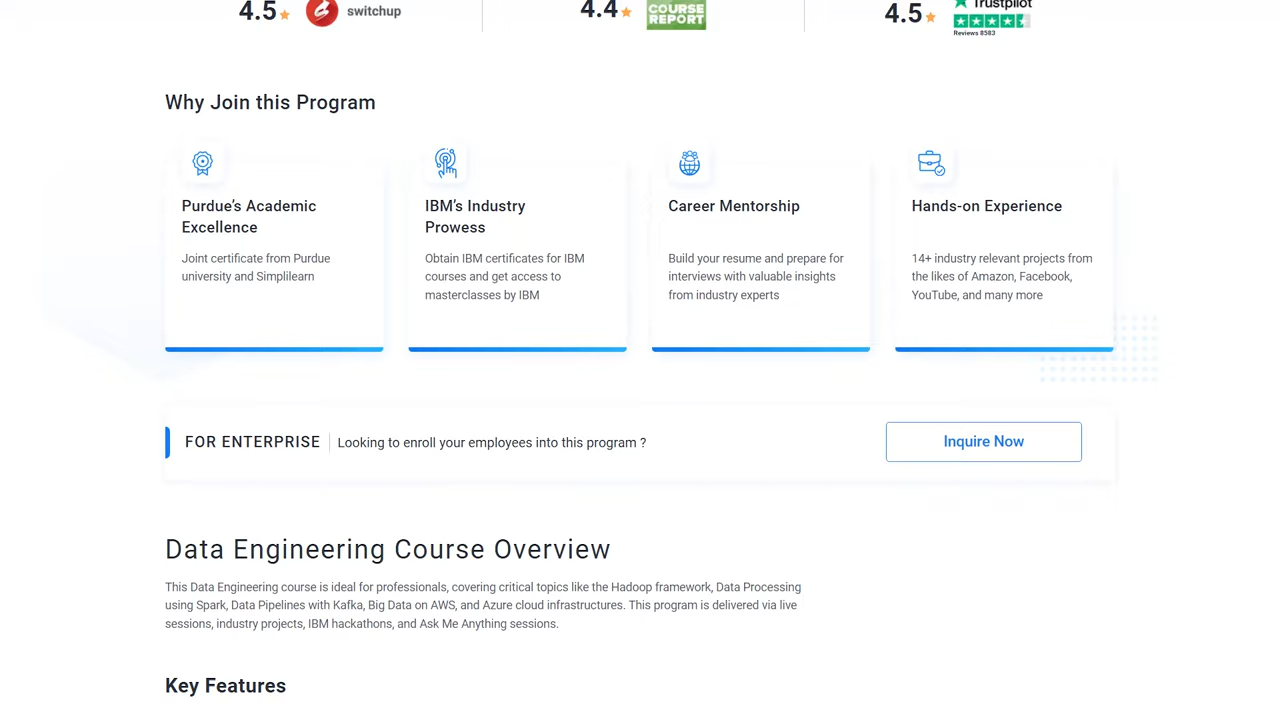 4.5 switchup
4.4 COURSE REPORT
4.5 Trustpilot
Reviews 8583
Why Join this Program
Purdue's Academic Excellence
Joint certificate from Purdue
university and Simplilearn
IBM's Industry Prowess
Obtain IBM certificates for IBM
courses and get access to
masterclasses by IBM
Career Mentorship
Build your resume and prepare for
interviews with valuable insights
from industry experts
Hands-on Experience
14+ industry relevant projects from
the likes of Amazon, Facebook,
YouTube, and many more
FOR ENTERPRISE Looking to enroll your employees into this program ? Inquire Now
Data Engineering Course Overview
This Data Engineering course is ideal for professionals, covering critical topics like the Hadoop framework, Data Processing
using Spark, Data Pipelines with Kafka, Big Data on AWS, and Azure cloud infrastructures. This program is delivered via live
sessions, industry projects, IBM hackathons, and Ask Me Anything sessions.
Key Features